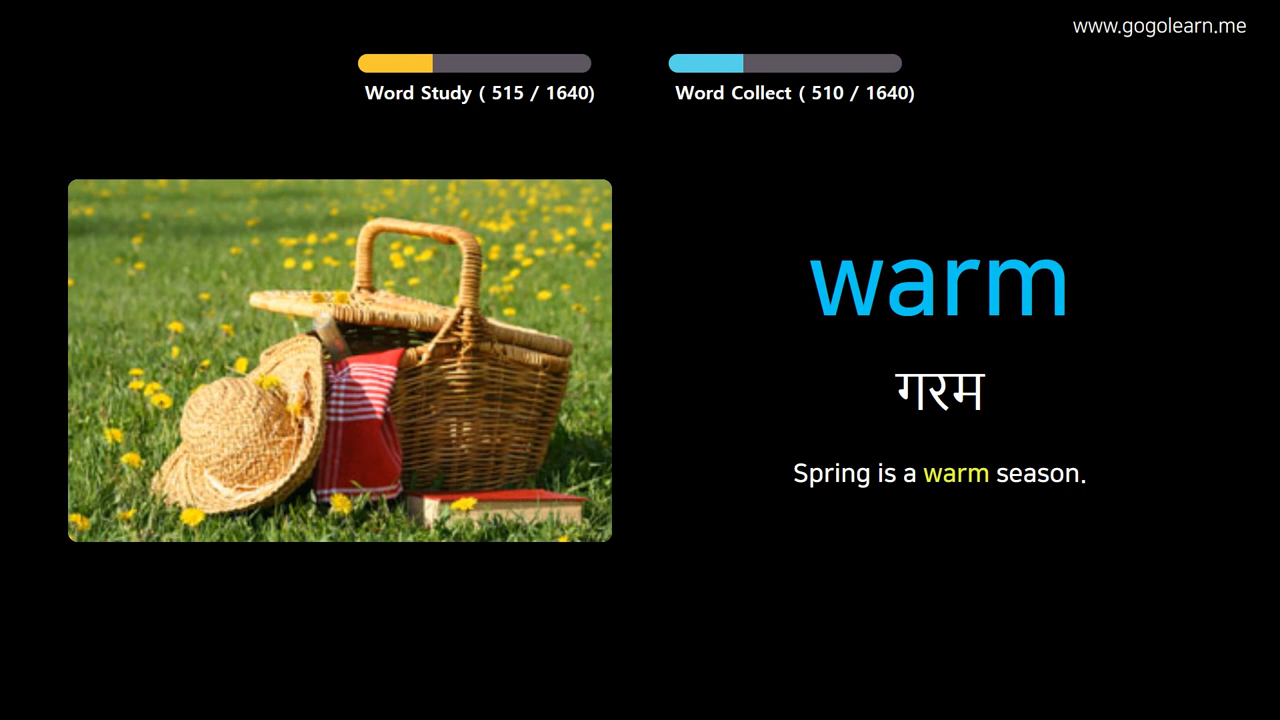 www.gogolearn.me
Word Study ( 515 / 1640)
Word Collect ( 510 / 1640)
warm
गरम
Spring is a warm season.